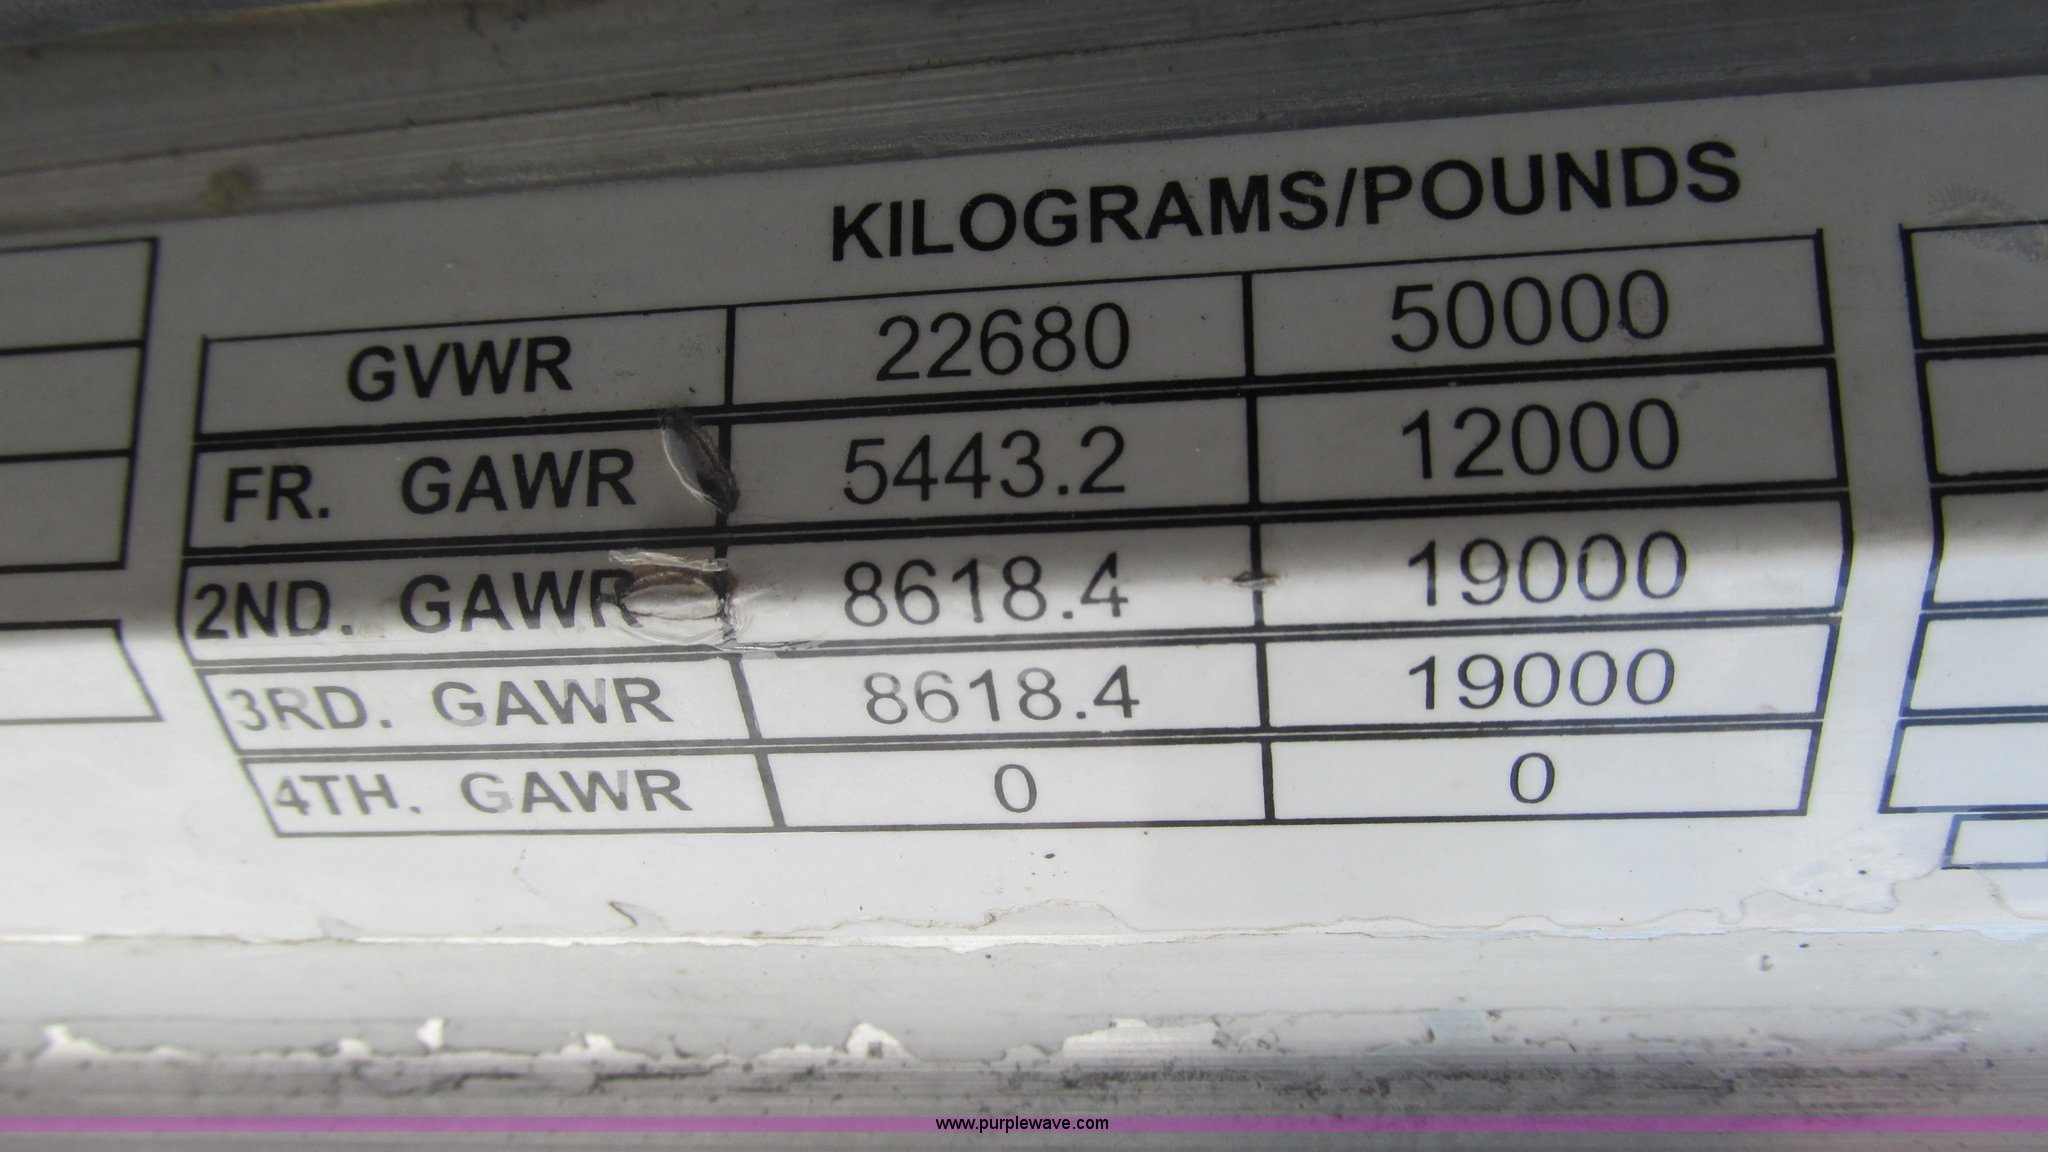 KILOGRAMS/POUNDS
GVWR 22680 50000
FR. GAWR 5443.2 12000
2ND. GAWR 8618.4 19000
3RD. GAWR 8618.4 19000
4TH. GAWR 0 0
www.purplewave.com